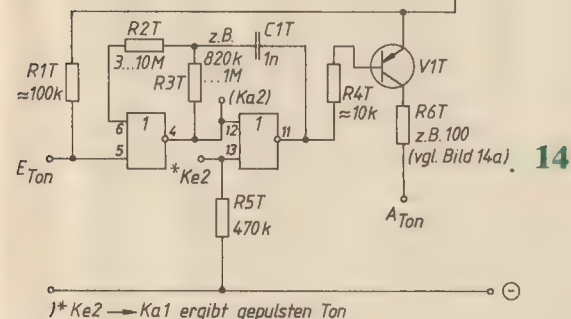 R2T
3...10M
z.B.
C1T
1n
R1T
≈100k
820k
...1M
R3T
(Ka2)
V1T
R4T
≈10k
R6T
z.B.100
(vgl. Bild 14a)
14
6
1
4
5
12
1
11
13
E Ton
*Ke2
R5T
470k
A Ton
⊖
)* Ke2 → Ka1 ergibt gepulsten Ton